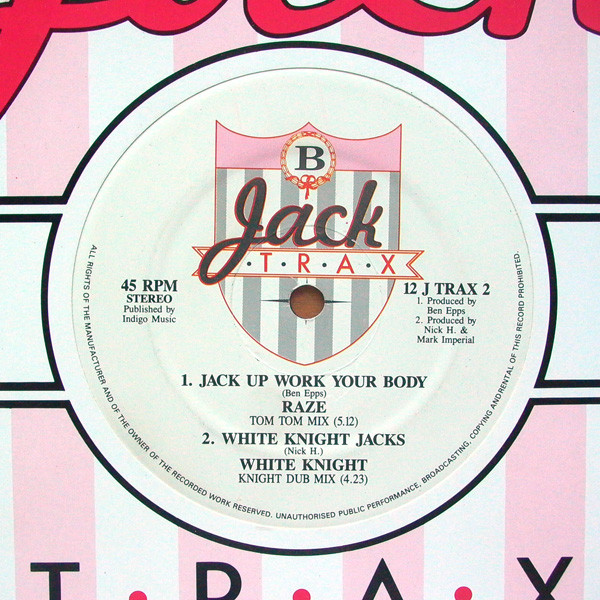 B
Jack
T·R·A·X
45 RPM
STEREO
Published by
Indigo Music
12 J TRAX 2
1. Produced by
Ben Epps
2. Produced by
Nick H. &
Mark Imperial
1. JACK UP WORK YOUR BODY
(Ben Epps)
RAZE
TOM TOM MIX (5.12)
2. WHITE KNIGHT JACKS
(Nick H.)
WHITE KNIGHT
KNIGHT DUB MIX (4.23)
ALL RIGHTS OF THE MANUFACTURER AND OF THE OWNER OF THE RECORDED WORK RESERVED. UNAUTHORISED PUBLIC PERFORMANCE, BROADCASTING, COPYING ANDRENTAL OF THIS RECORD PROHIBITED.
T·R·A·X